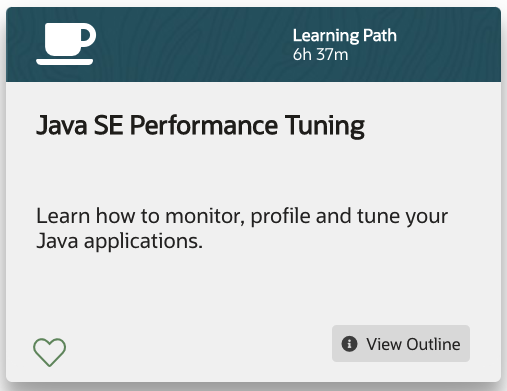 Learning Path
6h 37m
Java SE Performance Tuning
Learn how to monitor, profile and tune your
Java applications.
View Outline